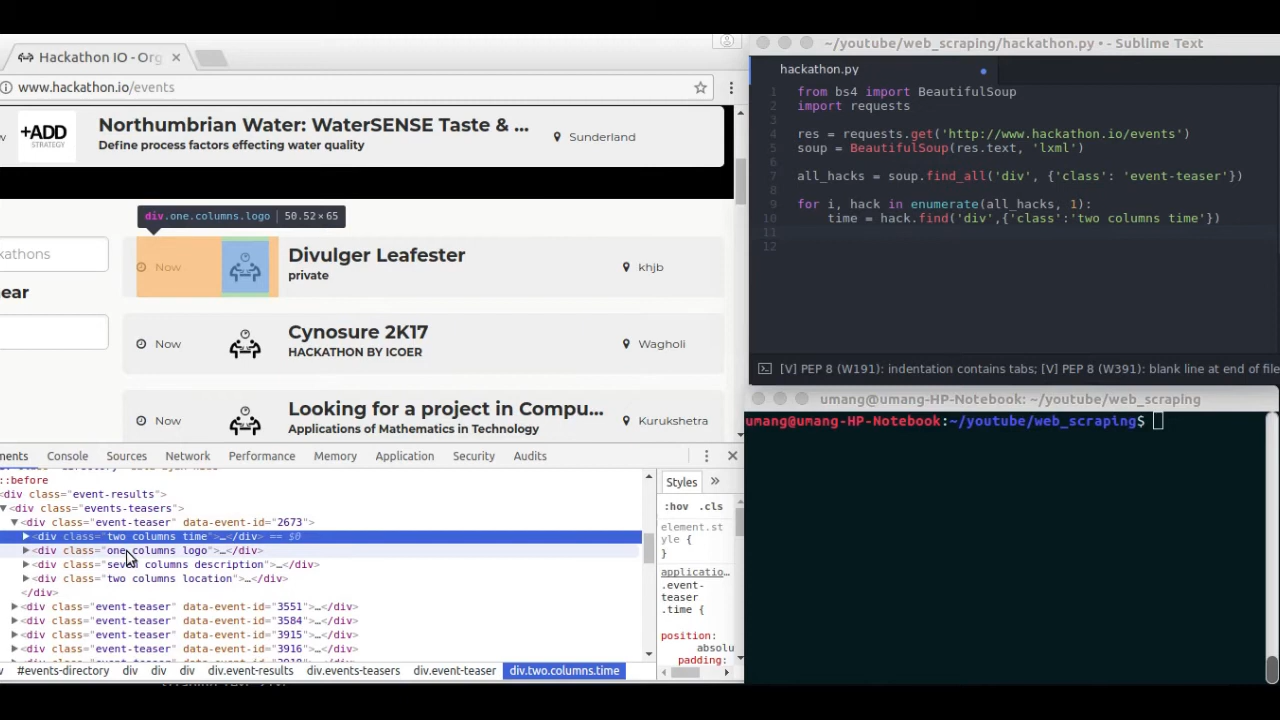 Hackathon IO - Org
www.hackathon.io/events
+ADD
STRATEGY
Northumbrian Water: WaterSENSE Taste & ...
Define process factors effecting water quality
Sunderland
div.one.columns.logo | 50.52×65
Now
Divulger Leafester
private
khjb
Now
Cynosure 2K17
HACKATHON BY ICOER
Wagholi
Now
Looking for a project in Compu...
Applications of Mathematics in Technology
Kurukshetra
ckathons
ear
ments Console Sources Network Performance Memory Application Security Audits
::before
<div class="event-results">
<div class="events-teasers">
<div class="event-teaser" data-event-id="2673">
<div class="two columns time">…</div> == $0
<div class="one columns logo">…</div>
<div class="seven columns description">…</div>
<div class="two columns location">…</div>
</div>
<div class="event-teaser" data-event-id="3551">…</div>
<div class="event-teaser" data-event-id="3584">…</div>
<div class="event-teaser" data-event-id="3915">…</div>
<div class="event-teaser" data-event-id="3916">…</div>
v #events-directory div div div div.event-results div.events-teasers div.event-teaser div.two.columns.time
Styles »
:hov .cls
element.st
yle {
}
applicatio…
.event-
teaser
.time {
position:
absolu
padding:
~/youtube/web_scraping/hackathon.py • - Sublime Text
hackathon.py
1 from bs4 import BeautifulSoup
2 import requests
3
4 res = requests.get('http://www.hackathon.io/events')
5 soup = BeautifulSoup(res.text, 'lxml')
6
7 all_hacks = soup.find_all('div', {'class': 'event-teaser'})
8
9 for i, hack in enumerate(all_hacks, 1):
10 time = hack.find('div',{'class':'two columns time'})
11
12
[V] PEP 8 (W191): indentation contains tabs; [V] PEP 8 (W391): blank line at end of file
umang@umang-HP-Notebook: ~/youtube/web_scraping
umang@umang-HP-Notebook:~/youtube/web_scraping$